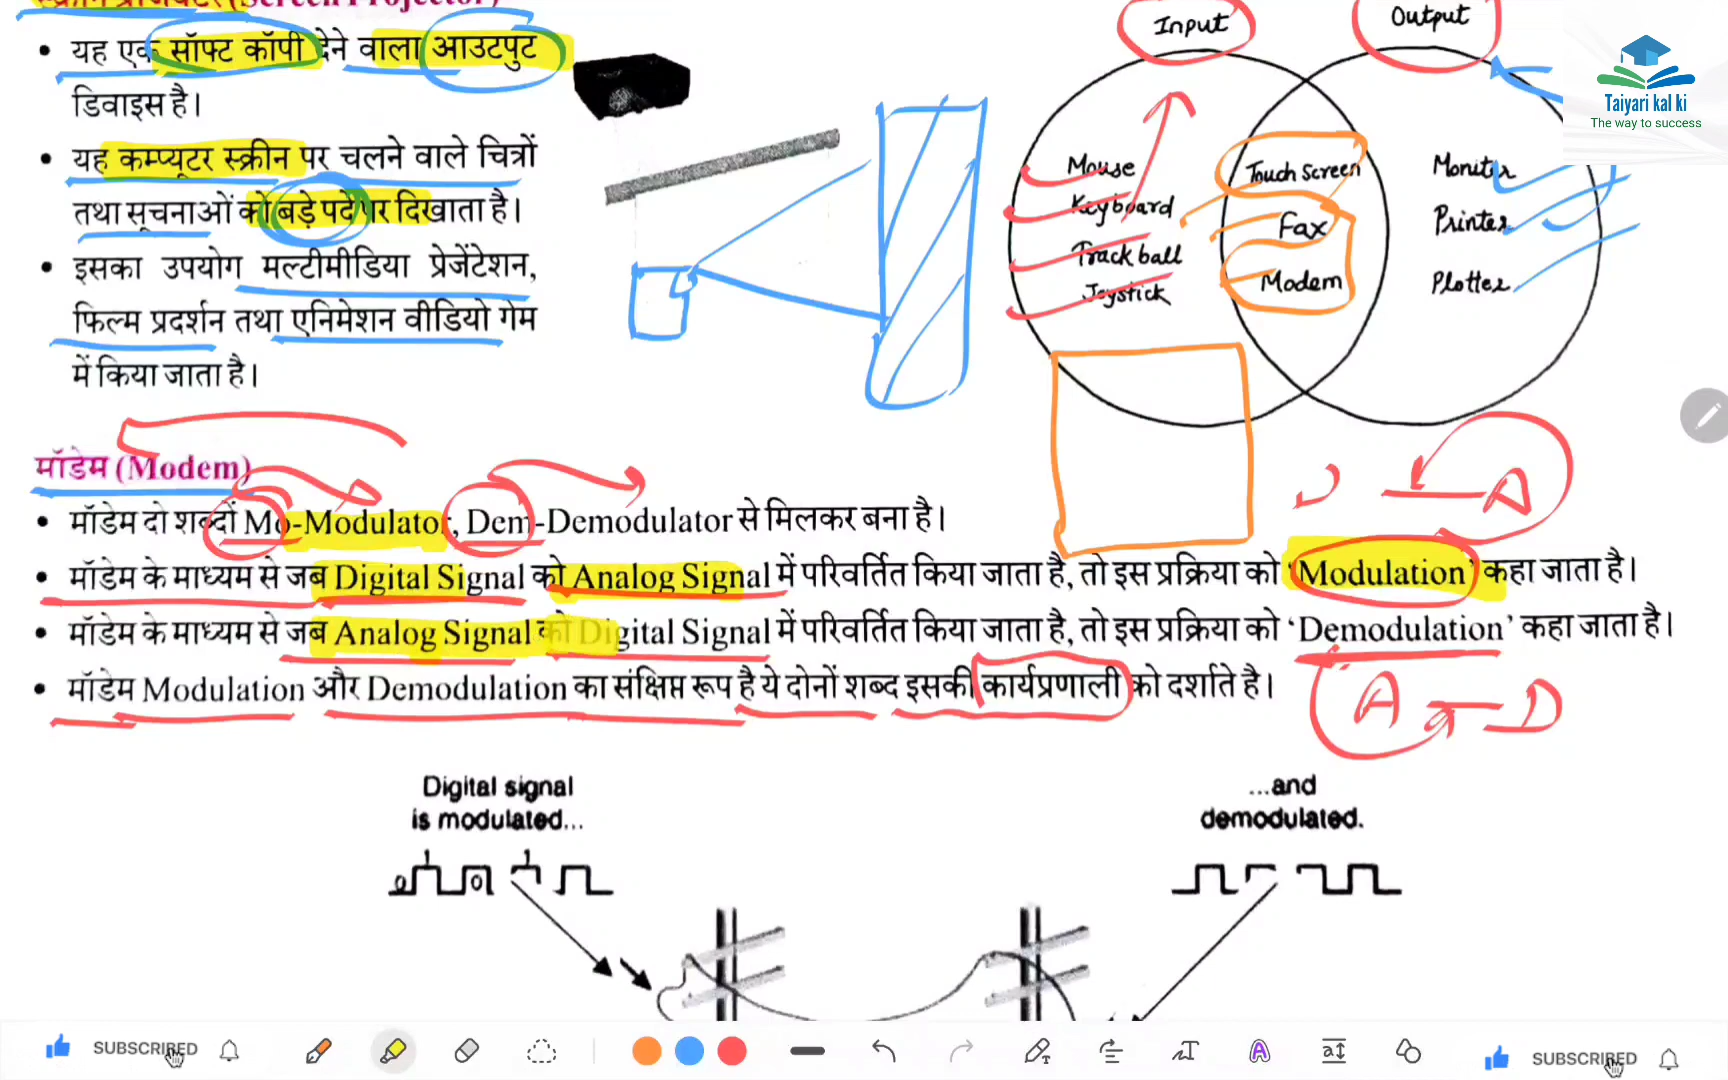 स्क्रीन प्रोजेक्टर (Screen Projector)
• यह एक सॉफ्ट कॉपी देने वाला आउटपुट
डिवाइस है।
• यह कम्प्यूटर स्क्रीन पर चलने वाले चित्रों
तथा सूचनाओं को बड़े पर्दे पर दिखाता है।
• इसका उपयोग मल्टीमीडिया प्रेजेंटेशन,
फिल्म प्रदर्शन तथा एनिमेशन वीडियो गेम
में किया जाता है।
Input
Output
Mouse
Keyboard
Track ball
Joystick
Touch Screen
Fax
Modem
Monitor
Printer
Plotter
Taiyari kal ki
The way to success
मॉडेम (Modem)
• मॉडेम दो शब्दों Mo-Modulator, Dem-Demodulator से मिलकर बना है।
• मॉडेम के माध्यम से जब Digital Signal को Analog Signal में परिवर्तित किया जाता है, तो इस प्रक्रिया को ‘Modulation’ कहा जाता है।
• मॉडेम के माध्यम से जब Analog Signal को Digital Signal में परिवर्तित किया जाता है, तो इस प्रक्रिया को ‘Demodulation’ कहा जाता है।
• मॉडेम Modulation और Demodulation का संक्षिप्त रूप है ये दोनों शब्द इसकी कार्यप्रणाली को दर्शाते है।
A
A D
Digital signal
is modulated...
...and
demodulated.
SUBSCRIBED
SUBSCRIBED